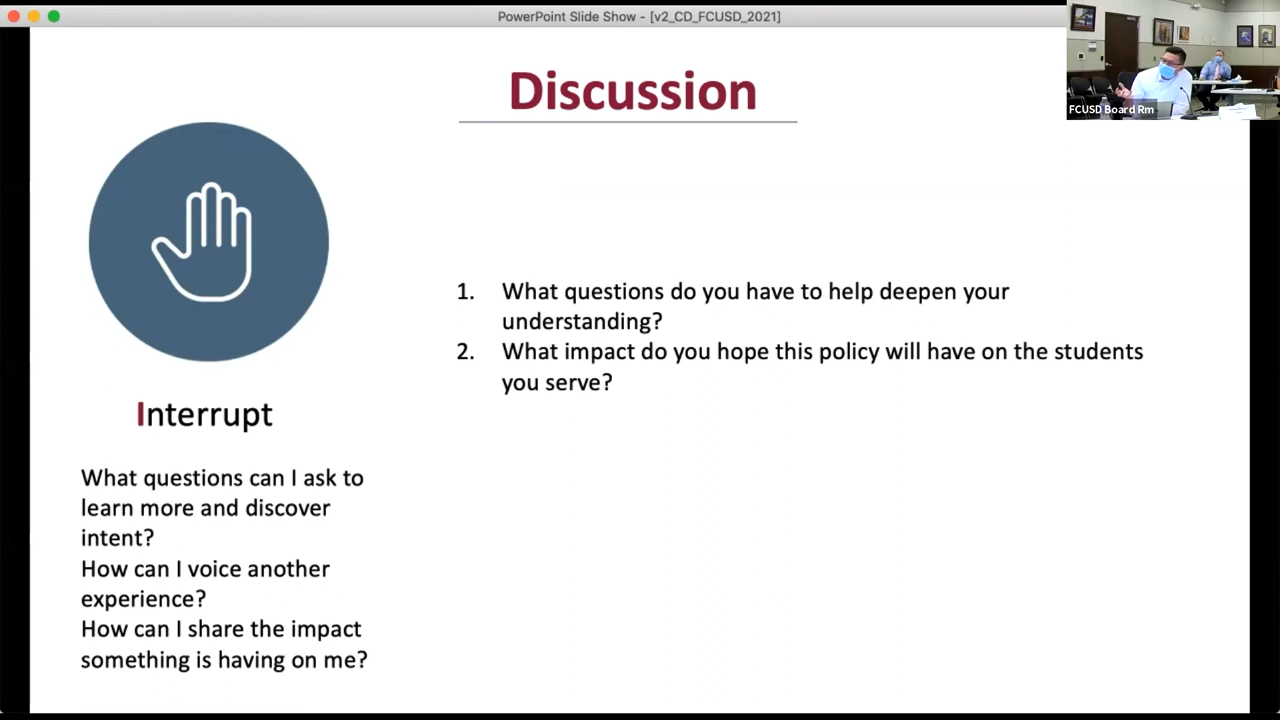 PowerPoint Slide Show - [v2_CD_FCUSD_2021]
FCUSD Board Rm
Discussion
1. What questions do you have to help deepen your
understanding?
2. What impact do you hope this policy will have on the students
you serve?
Interrupt
What questions can I ask to
learn more and discover
intent?
How can I voice another
experience?
How can I share the impact
something is having on me?